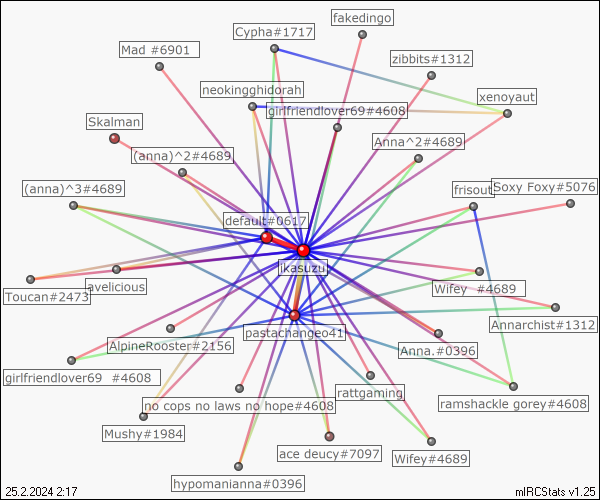 fakedingo
Cypha#1717
Mad #6901
zibbits#1312
neokingghidorah
xenoyaut
girlfriendlover69#4608
Skalman
Anna^2#4689
(anna)^2#4689
(anna)^3#4689
frisout
Soxy Foxy#5076
default#0617
ikasuzu
Wifey #4689
Toucan#2473
avelicious
Annarchist#1312
pastachangeo41
AlpineRooster#2156
Anna.#0396
girlfriendlover69 #4608
rattgaming
no cops no laws no hope#4608
ramshackle gorey#4608
Mushy#1984
ace deucy#7097
Wifey#4689
hypomanianna#0396
25.2.2024 2:17
mIRCStats v1.25